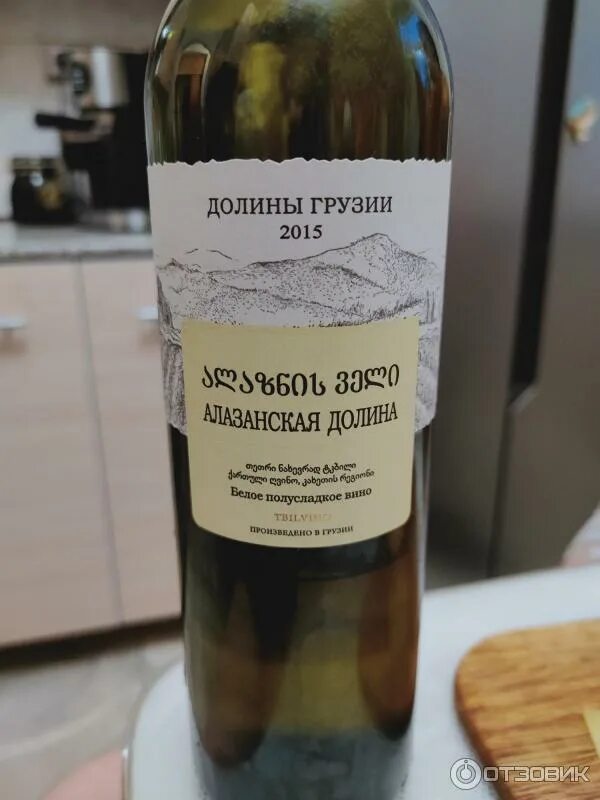 ДОЛИНЫ ГРУЗИИ
2015
ალაზნის ველი
АЛАЗАНСКАЯ ДОЛИНА
თეთრი ნახევრად ტკბილი
ქართული ღვინო, კახეთის რეგიონი
Белое полусладкое вино
TBILVINO
ПРОИЗВЕДЕНО В ГРУЗИИ
ОТЗОВИК